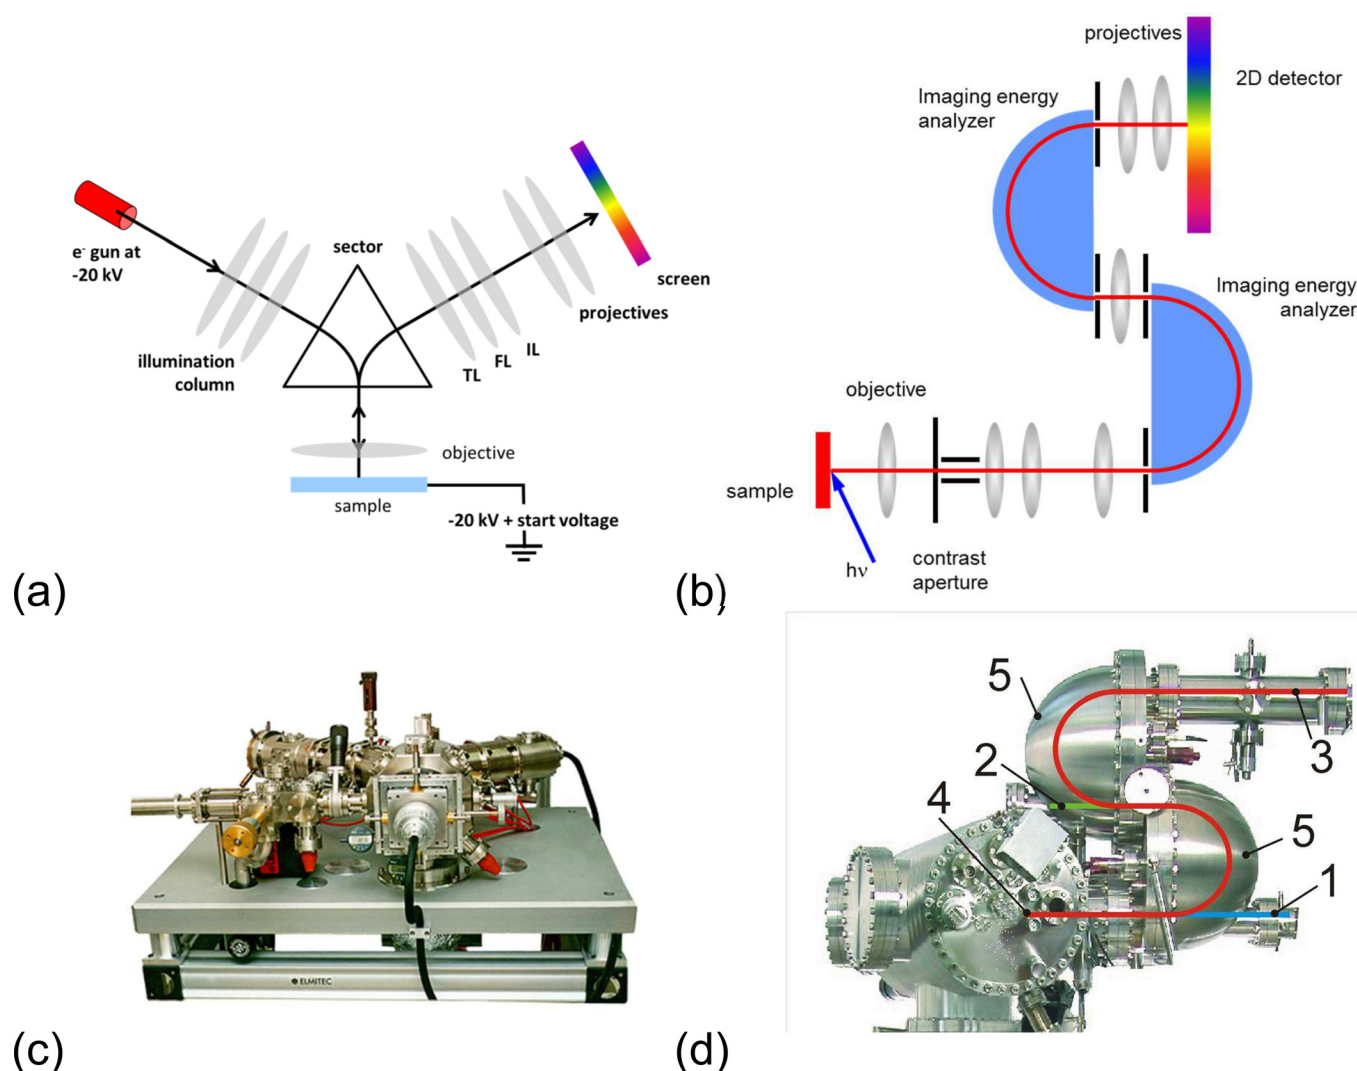 e⁻ gun at
-20 kV
illumination
column
sector
TL
FL
IL
projectives
screen
objective
sample
-20 kV + start voltage
(a)
projectives
2D detector
Imaging energy
analyzer
Imaging energy
analyzer
objective
sample
hν
contrast
aperture
(b)
ELMITEC
(c)
5
3
2
4
5
1
(d)